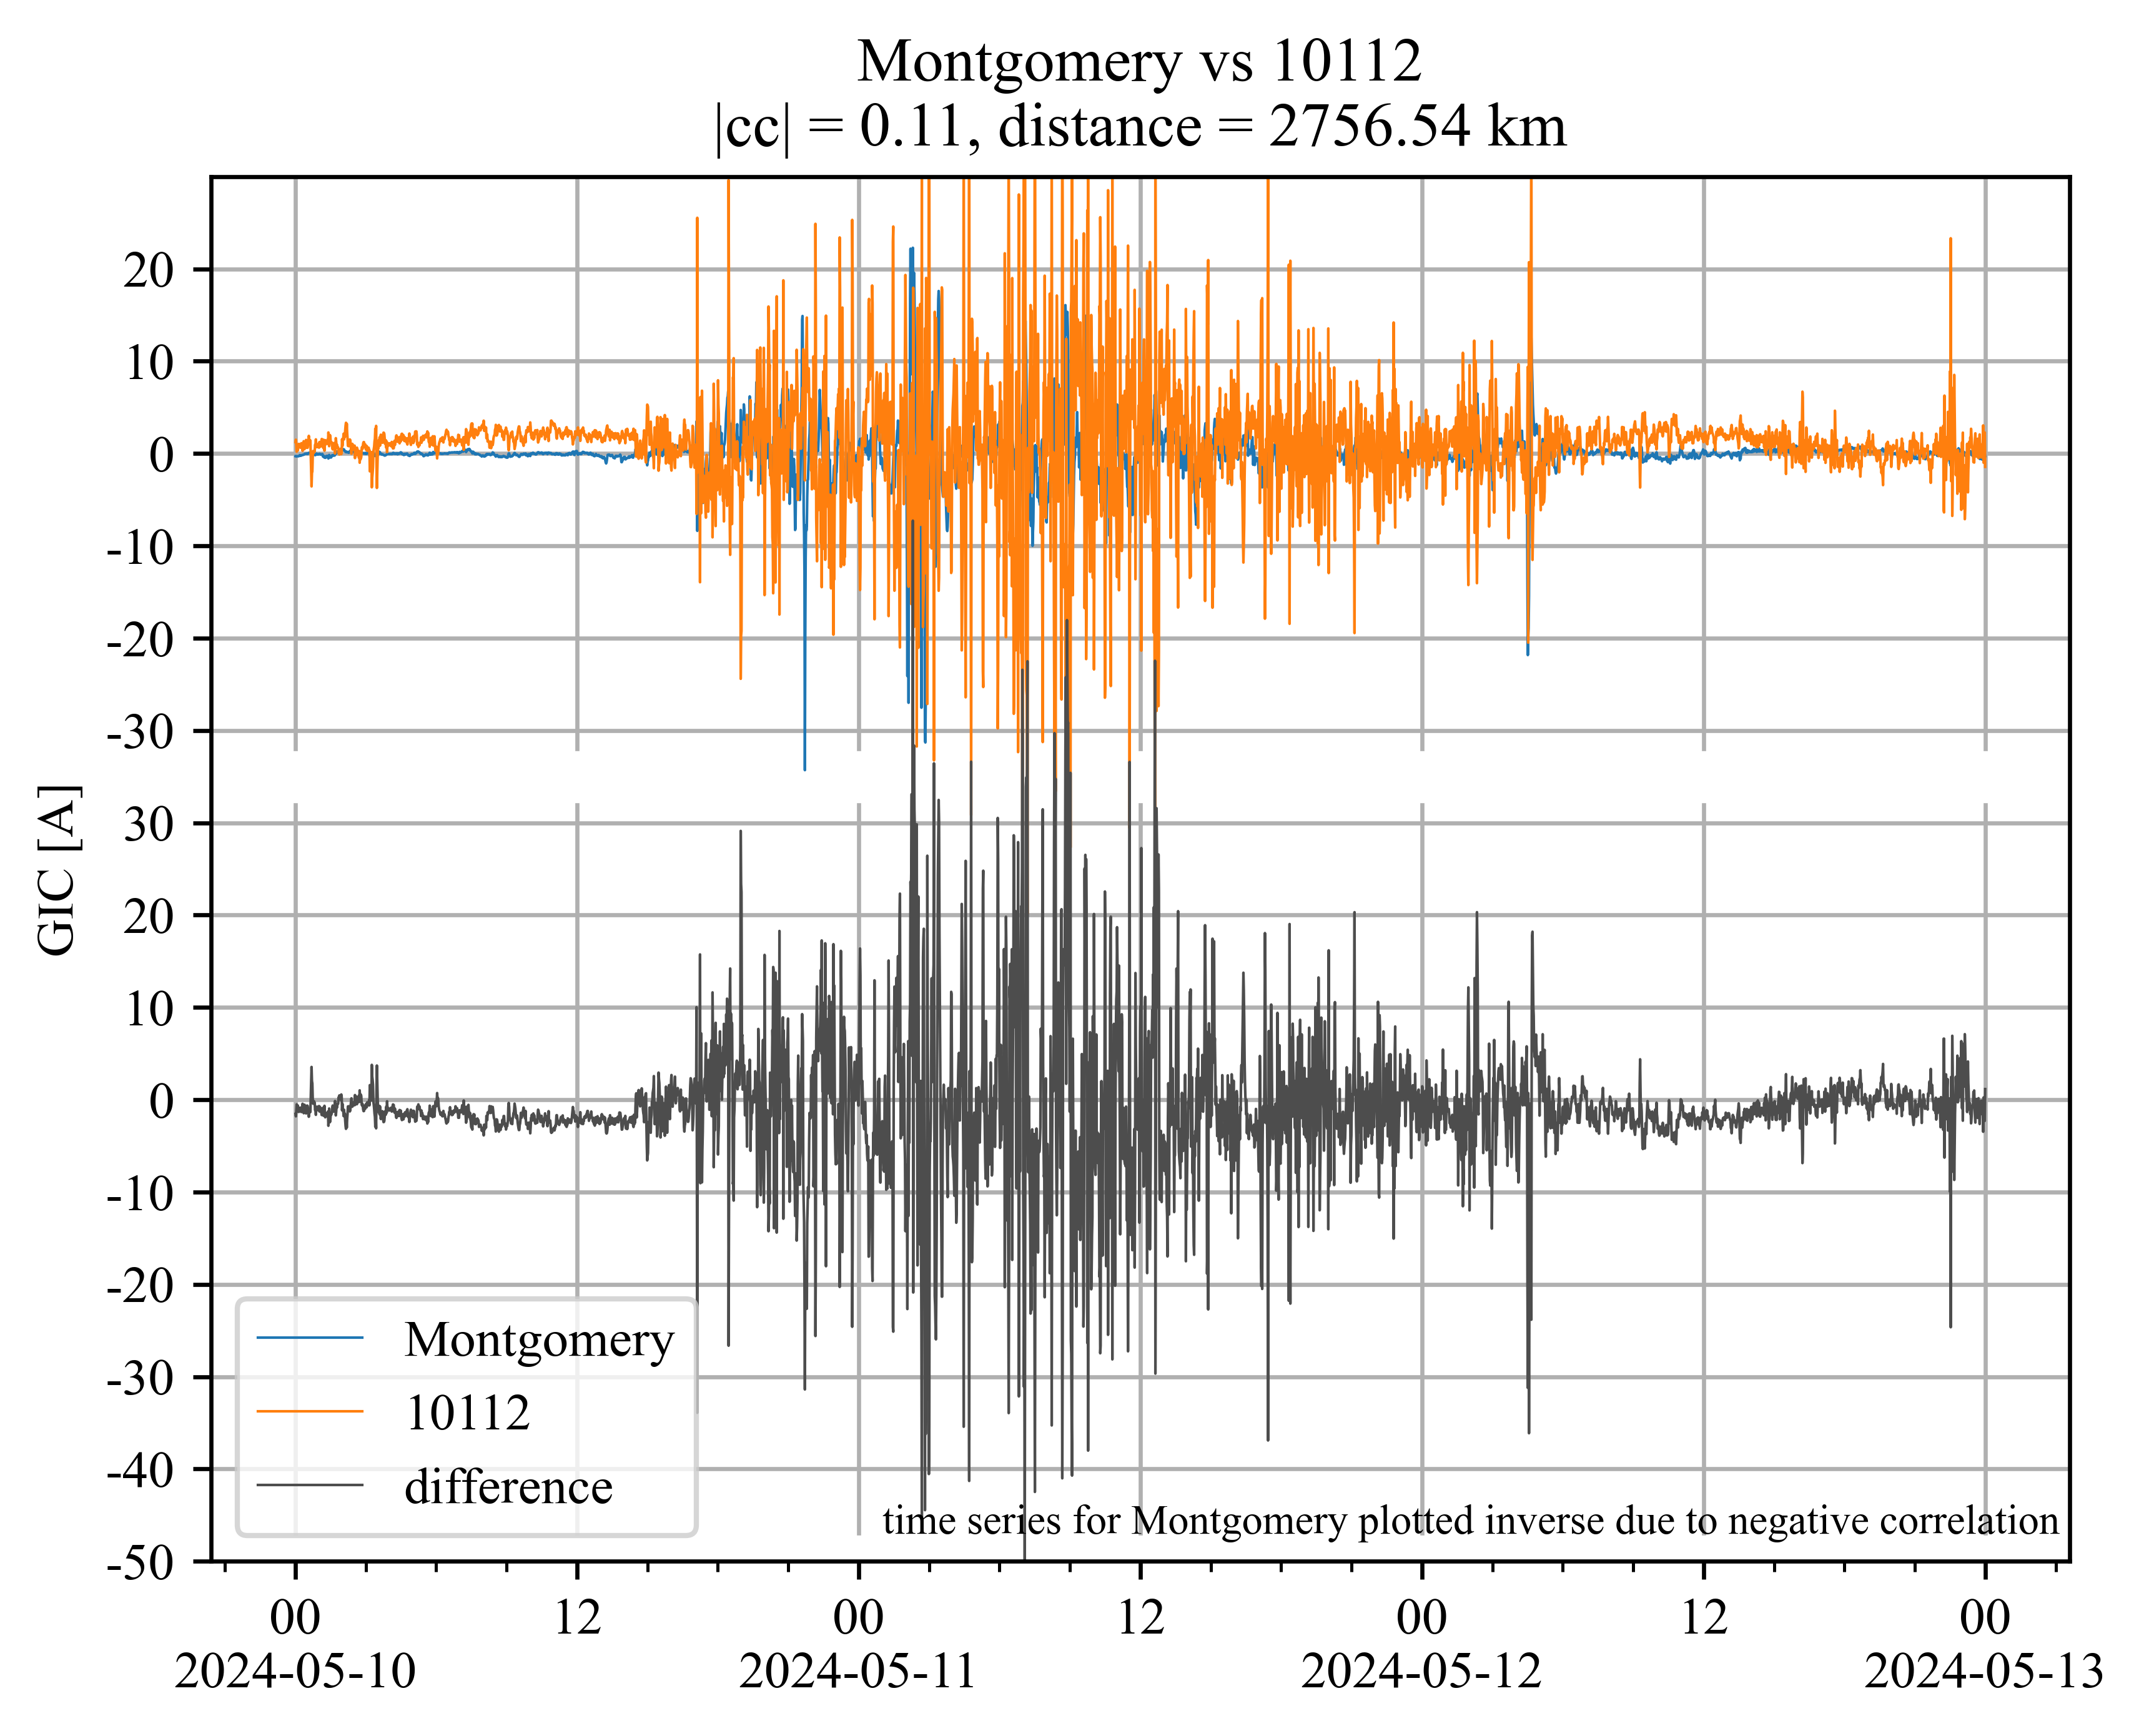 Montgomery vs 10112
|cc| = 0.11, distance = 2756.54 km
GIC [A]
20
10
0
-10
-20
-30
30
20
10
0
-10
-20
-30
-40
-50
Montgomery
10112
difference
time series for Montgomery plotted inverse due to negative correlation
00 12 00 12 00 12 00
2024-05-10 2024-05-11 2024-05-12 2024-05-13